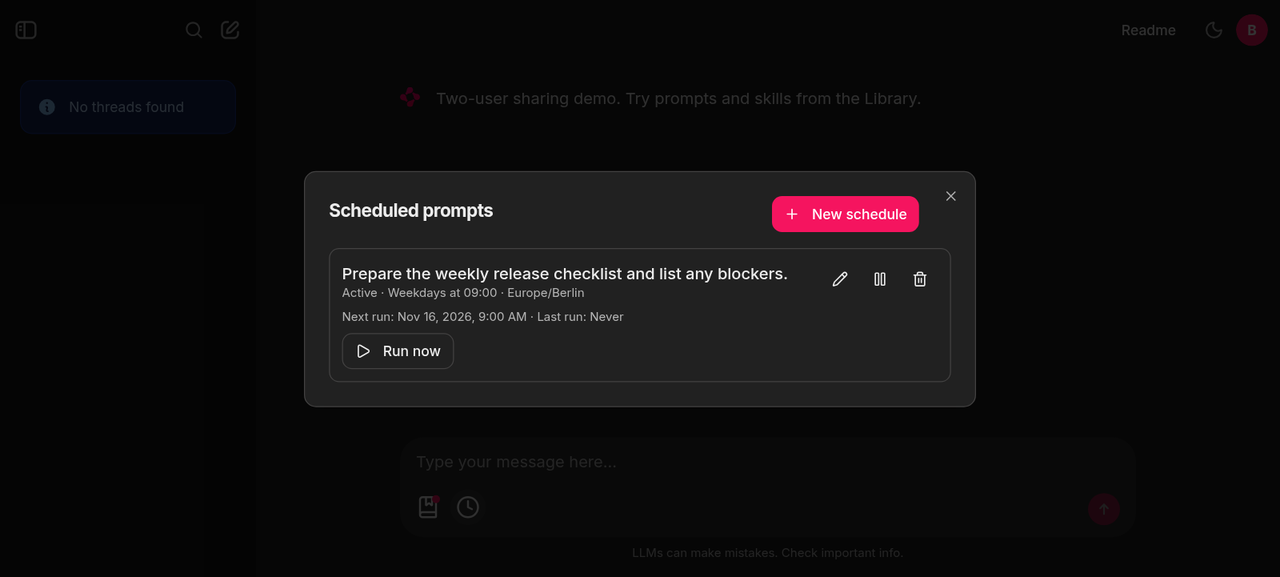 Readme
B
No threads found
Two-user sharing demo. Try prompts and skills from the Library.
Scheduled prompts
New schedule
Prepare the weekly release checklist and list any blockers.
Active · Weekdays at 09:00 · Europe/Berlin
Next run: Nov 16, 2026, 9:00 AM · Last run: Never
Run now
Type your message here...
LLMs can make mistakes. Check important info.